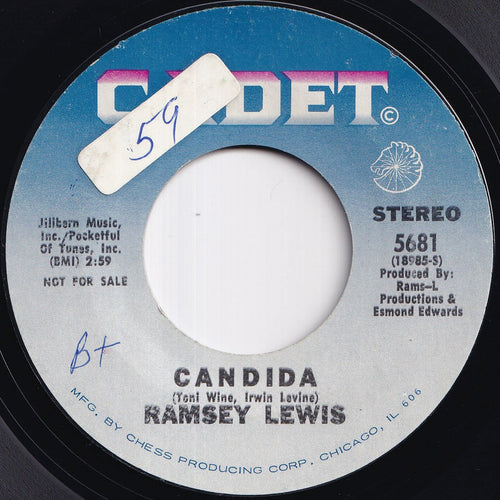 CADET ©
59
STEREO
5681
(18985-S)
Produced By:
Rams-L
Productions &
Esmond Edwards
Jillbern Music,
Inc./Pocketful
Of Tunes, Inc.
(BMI) 2:59
NOT FOR SALE
B+
CANDIDA
(Toni Wine, Irwin Levine)
RAMSEY LEWIS
MFG. BY CHESS PRODUCING CORP. CHICAGO, IL 606